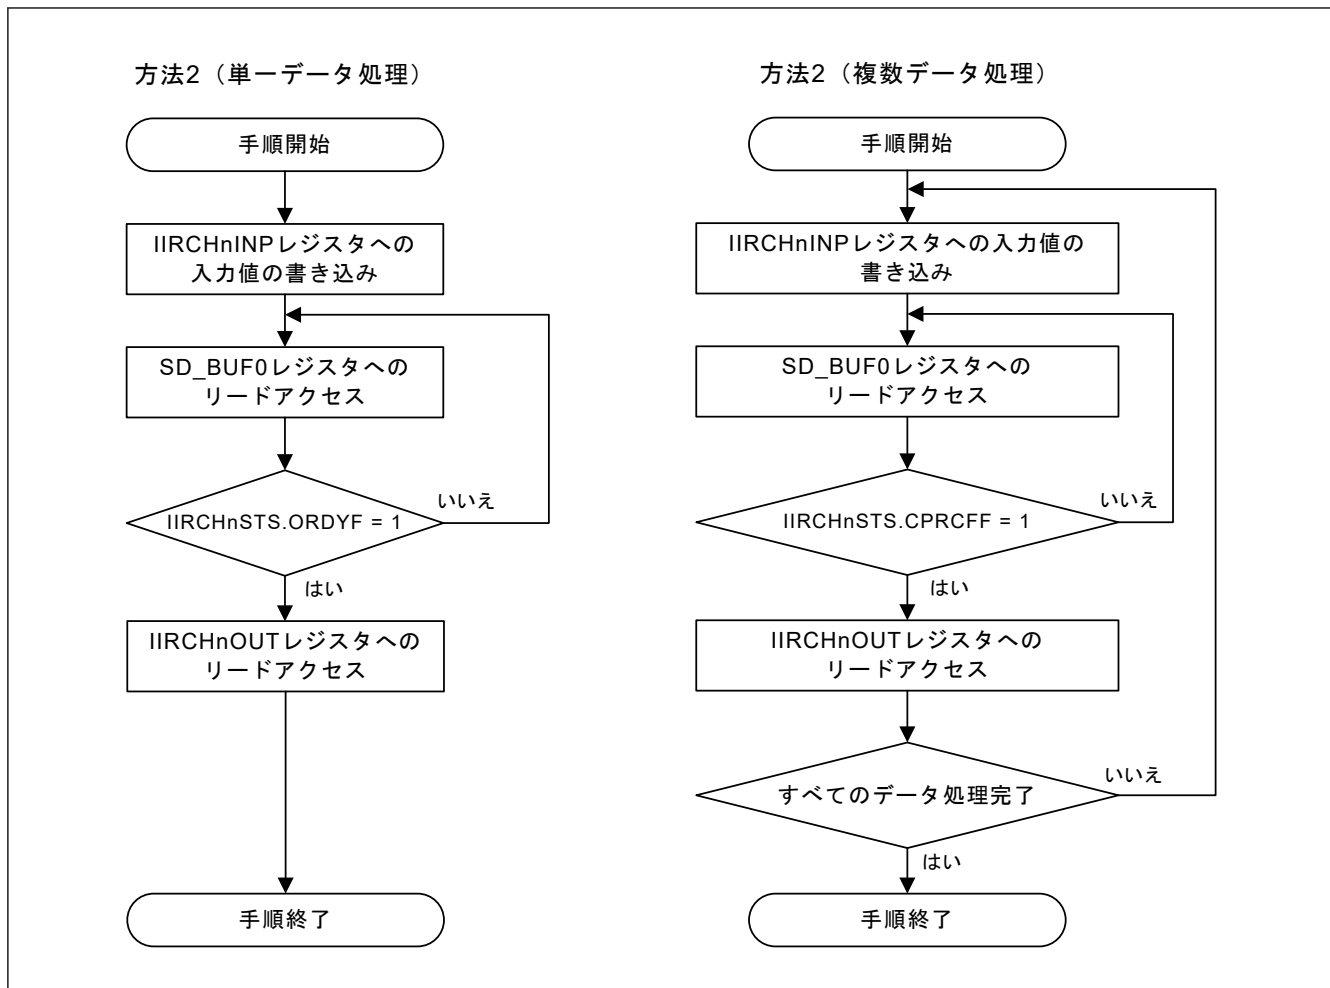 方法2（単一データ処理）
手順開始
IIRCHnINPレジスタへの
入力値の書き込み
SD_BUF0レジスタへの
リードアクセス
IIRCHnSTS.ORDYF = 1
いいえ
はい
IIRCHnOUTレジスタへの
リードアクセス
手順終了
方法2（複数データ処理）
手順開始
IIRCHnINPレジスタへの入力値の
書き込み
SD_BUF0レジスタへの
リードアクセス
IIRCHnSTS.CPRCFF = 1
いいえ
はい
IIRCHnOUTレジスタへの
リードアクセス
すべてのデータ処理完了
いいえ
はい
手順終了